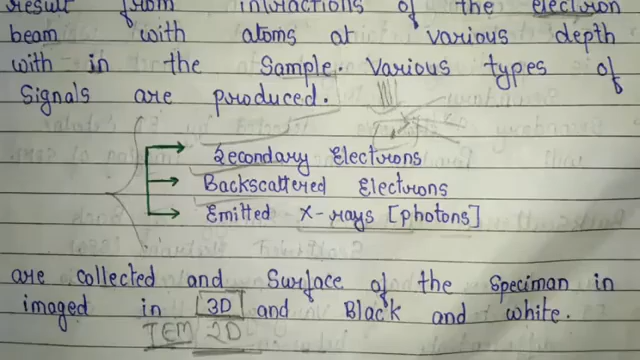 result from intractions of the electron
beam with atoms at various depth
with in the Sample. Various types of
Signals are produced.
Secondary Electrons
Backscattered Electrons
Emitted X-rays [photons]
are collected and Surface of the Speciman in
imaged in 3D and Black and white.
TEM 2D